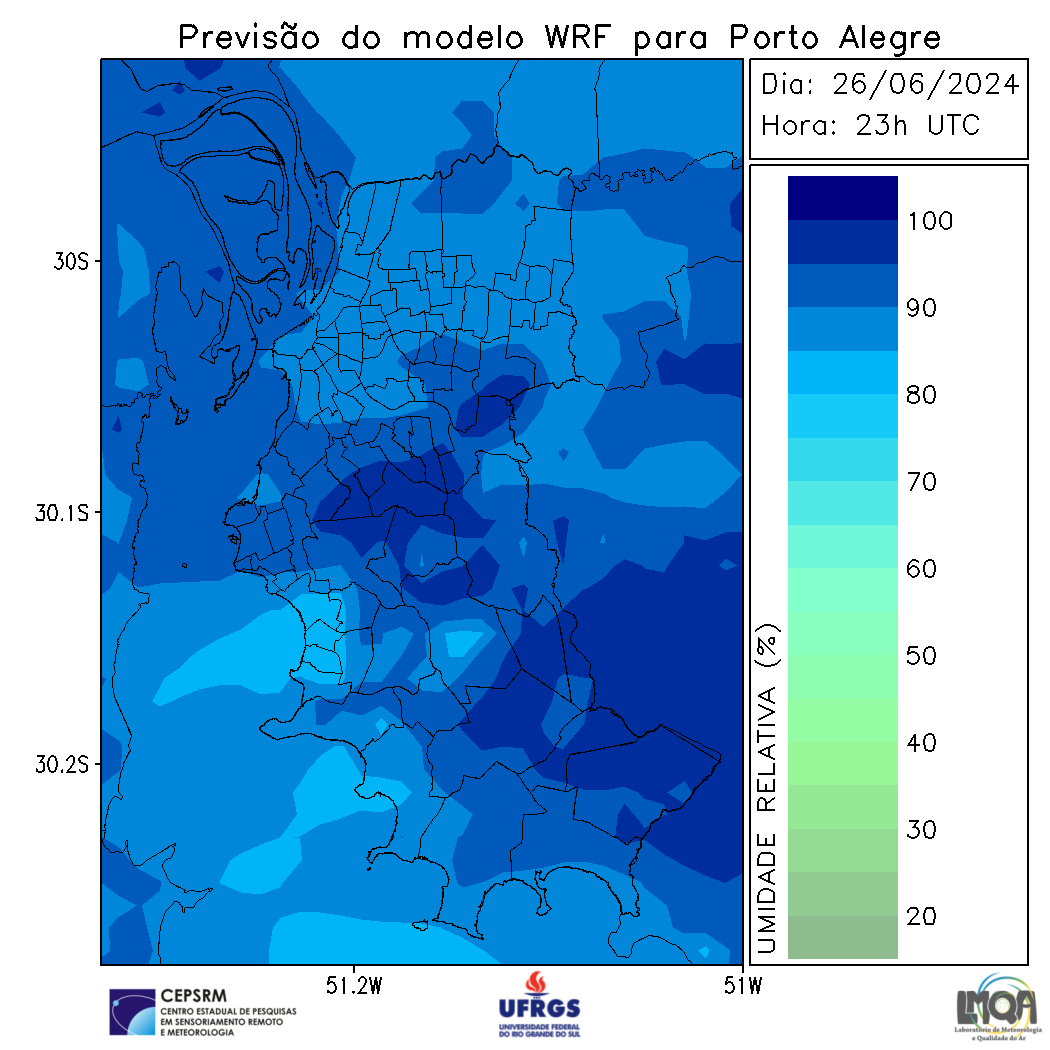 Previsão do modelo WRF para Porto Alegre
Dia: 26/06/2024
Hora: 23h UTC
30S
30.1S
30.2S
51.2W
51W
UMIDADE RELATIVA (%)
100
90
80
70
60
50
40
30
20
CEPSRM
CENTRO ESTADUAL DE PESQUISAS
EM SENSORIAMENTO REMOTO
E METEOROLOGIA
UFRGS
UNIVERSIDADE FEDERAL
DO RIO GRANDE DO SUL
LMQA
Laboratório de Meteorologia
e Qualidade do Ar